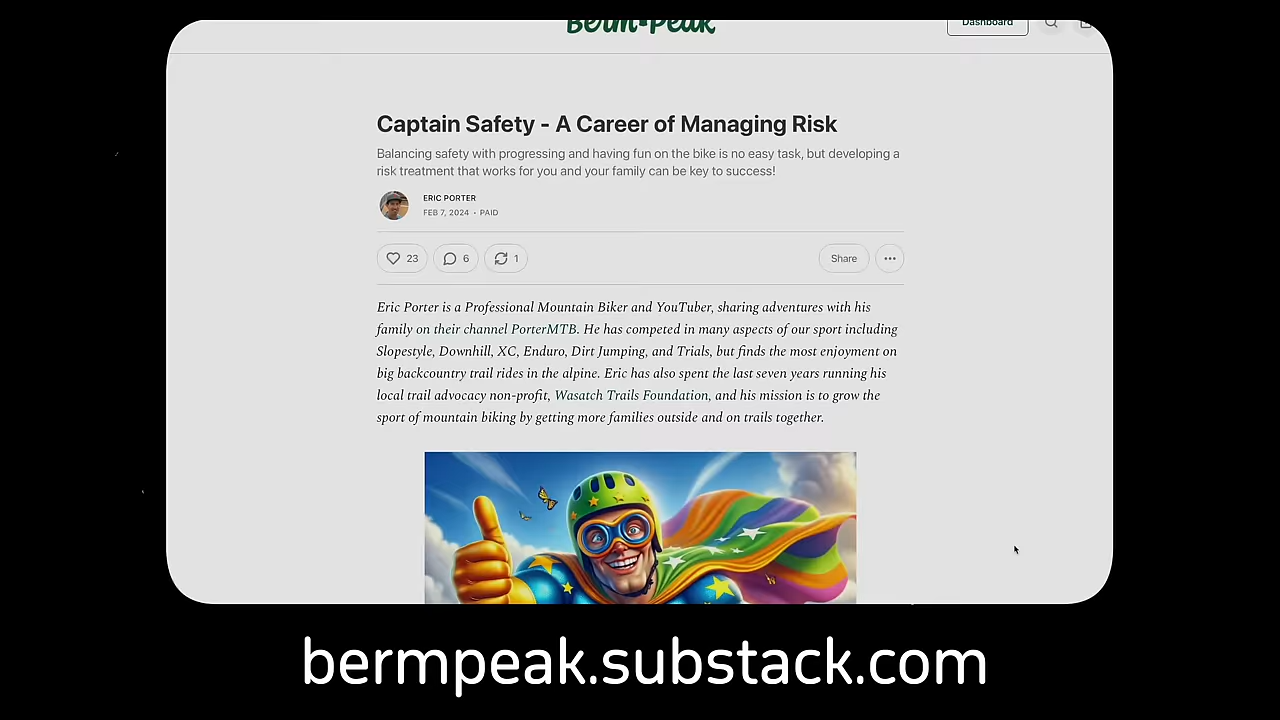 Berm Peak
Dashboard
Captain Safety - A Career of Managing Risk
Balancing safety with progressing and having fun on the bike is no easy task, but developing a
risk treatment that works for you and your family can be key to success!
ERIC PORTER
FEB 7, 2024 • PAID
23 6 1 Share
Eric Porter is a Professional Mountain Biker and YouTuber, sharing adventures with his
family on their channel PorterMTB. He has competed in many aspects of our sport including
Slopestyle, Downhill, XC, Enduro, Dirt Jumping, and Trials, but finds the most enjoyment on
big backcountry trail rides in the alpine. Eric has also spent the last seven years running his
local trail advocacy non-profit, Wasatch Trails Foundation, and his mission is to grow the
sport of mountain biking by getting more families outside and on trails together.
bermpeak.substack.com